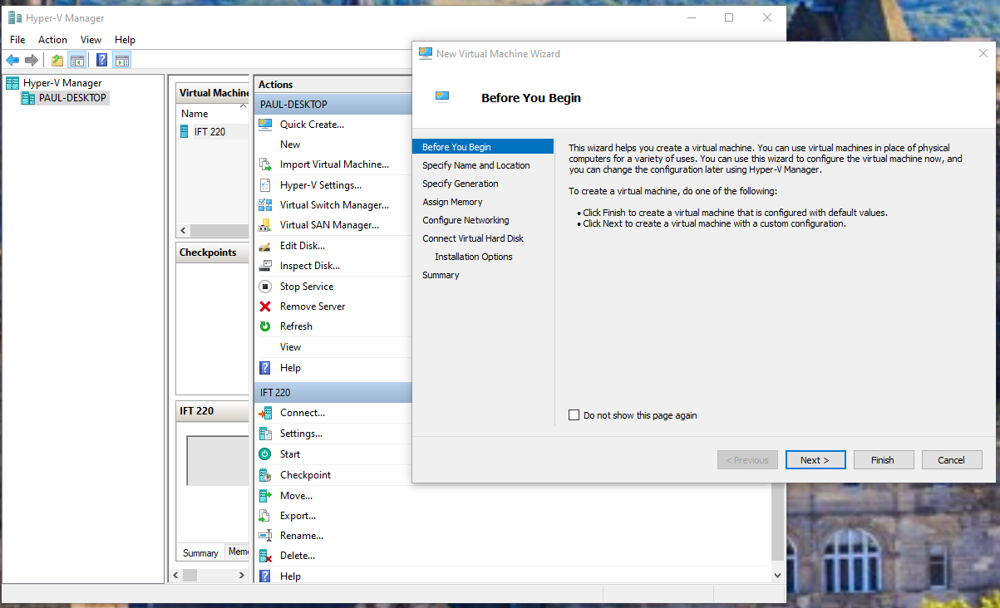 Hyper-V Manager
File Action View Help
Hyper-V Manager
PAUL-DESKTOP
Virtual Machine
Name
IFT 220
Checkpoints
IFT 220
Summary Memo
Actions
PAUL-DESKTOP
Quick Create...
New
Import Virtual Machine...
Hyper-V Settings...
Virtual Switch Manager...
Virtual SAN Manager...
Edit Disk...
Inspect Disk...
Stop Service
Remove Server
Refresh
View
Help
IFT 220
Connect...
Settings...
Start
Checkpoint
Move...
Export...
Rename...
Delete...
Help
New Virtual Machine Wizard
Before You Begin
Before You Begin
Specify Name and Location
Specify Generation
Assign Memory
Configure Networking
Connect Virtual Hard Disk
Installation Options
Summary
This wizard helps you create a virtual machine. You can use virtual machines in place of physical
computers for a variety of uses. You can use this wizard to configure the virtual machine now, and
you can change the configuration later using Hyper-V Manager.
To create a virtual machine, do one of the following:
• Click Finish to create a virtual machine that is configured with default values.
• Click Next to create a virtual machine with a custom configuration.
Do not show this page again
< Previous Next > Finish Cancel